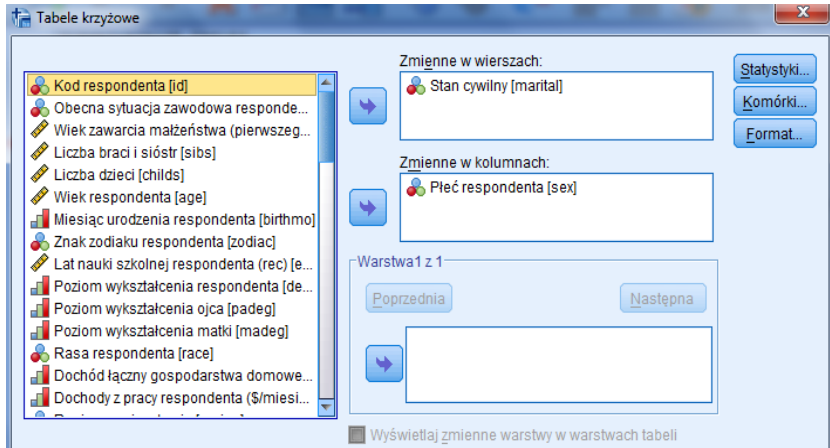 Tabele krzyżowe
Kod respondenta [id]
Obecna sytuacja zawodowa responde...
Wiek zawarcia małżeństwa (pierwszeg...
Liczba braci i sióstr [sibs]
Liczba dzieci [childs]
Wiek respondenta [age]
Miesiąc urodzenia respondenta [birthmo]
Znak zodiaku respondenta [zodiac]
Lat nauki szkolnej respondenta (rec) [e...
Poziom wykształcenia respondenta [de...
Poziom wykształcenia ojca [padeg]
Poziom wykształcenia matki [madeg]
Rasa respondenta [race]
Dochód łączny gospodarstwa domowe...
Dochody z pracy respondenta ($/miesi...
Zmienne w wierszach:
Stan cywilny [marital]
Zmienne w kolumnach:
Płeć respondenta [sex]
Warstwa1 z 1
Poprzednia
Następna
Wyświetlaj zmienne warstwy w warstwach tabeli
Statystyki...
Komórki...
Format...